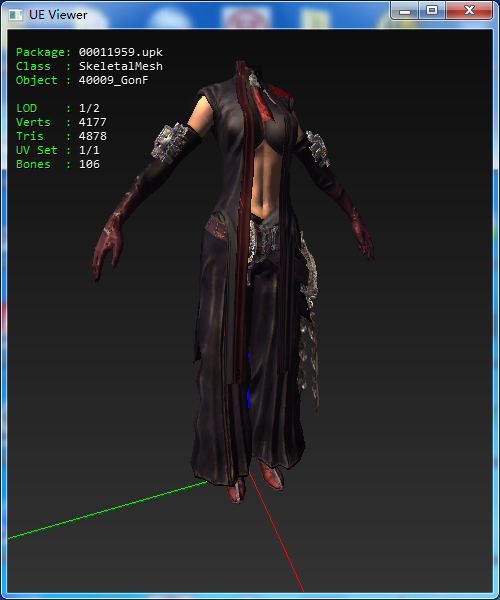 UE Viewer
Package: 00011959.upk
Class : SkeletalMesh
Object : 40009_GonF
LOD : 1/2
Verts : 4177
Tris : 4878
UV Set : 1/1
Bones : 106